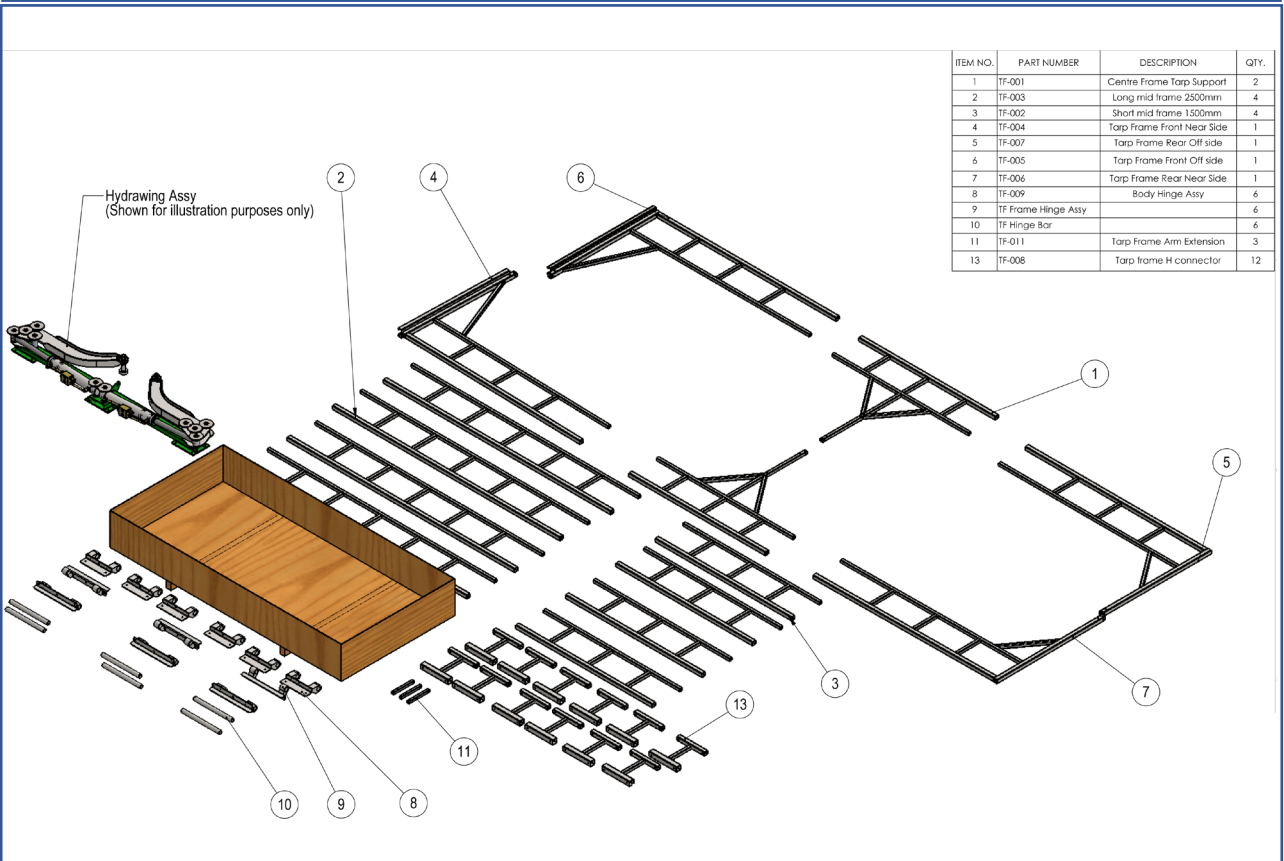 ITEM NO. PART NUMBER DESCRIPTION QTY.
1 TF-001 Centre Frame Tarp Support 2
2 TF-003 Long mid frame 2500mm 4
3 TF-002 Short mid frame 1500mm 4
4 TF-004 Tarp Frame Front Near Side 1
5 TF-007 Tarp Frame Rear Off side 1
6 TF-005 Tarp Frame Front Off side 1
7 TF-006 Tarp Frame Rear Near Side 1
8 TF-009 Body Hinge Assy 6
9 TF Frame Hinge Assy 6
10 TF Hinge Bar 6
11 TF-011 Tarp Frame Arm Extension 3
13 TF-008 Tarp frame H connector 12
2
4
6
Hydrawing Assy
(Shown for illustration purposes only)
1
5
3
7
13
11
10
9
8